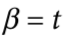 β = t